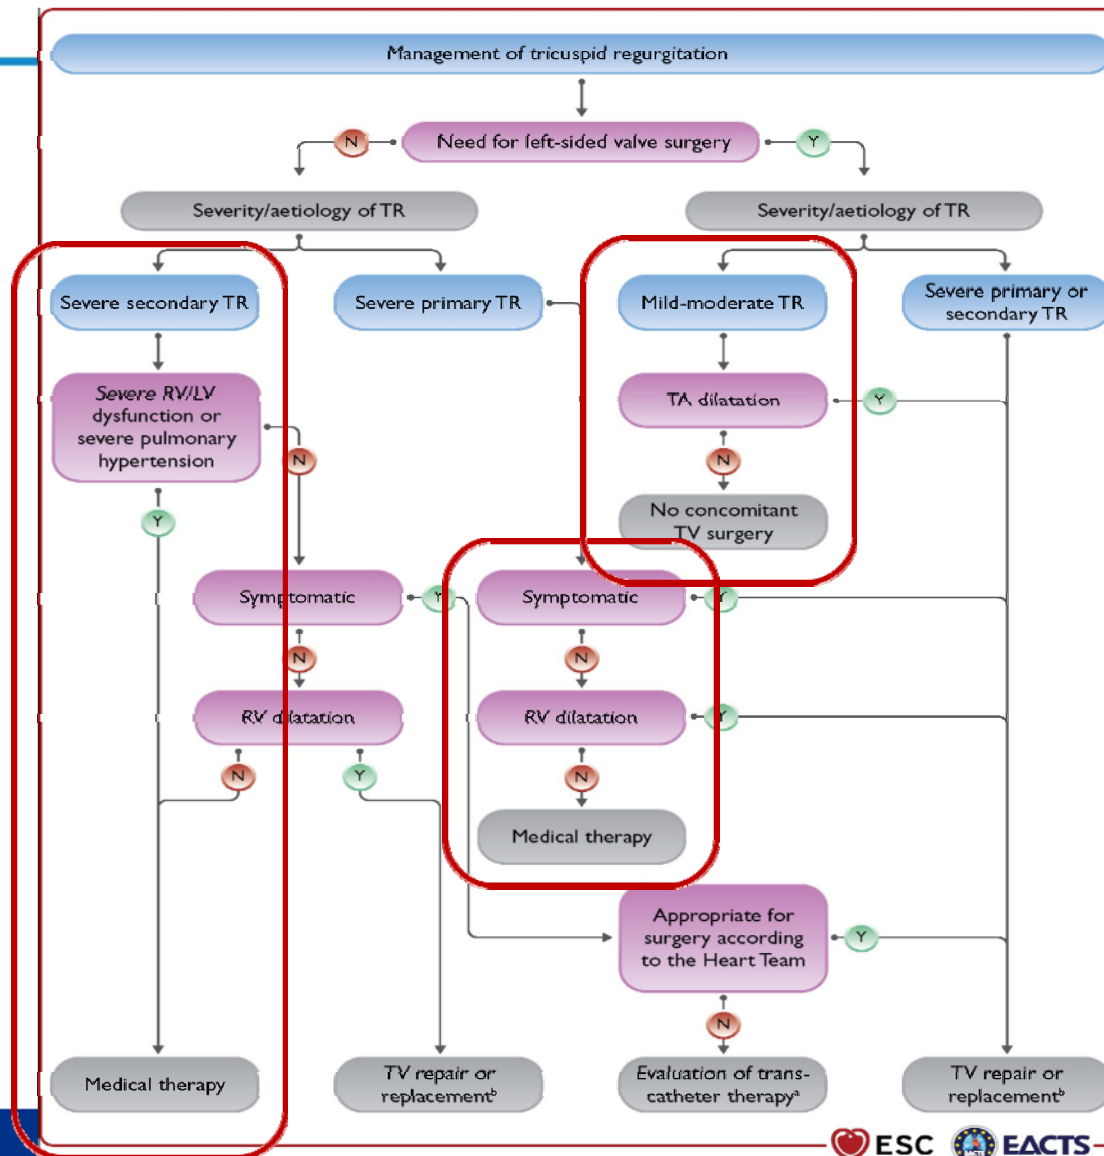 Management of tricuspid regurgitation
N
Need for left-sided valve surgery
Y
Severity/aetiology of TR
Severity/aetiology of TR
Severe secondary TR
Severe primary TR
Mild-moderate TR
Severe primary or
secondary TR
Severe RV/LV
dysfunction or
severe pulmonary
hypertension
TA dilatation
Y
N
N
Y
No concomitant
TV surgery
Symptomatic
Y
Symptomatic
Y
N
N
RV dilatation
RV dilatation
Y
N
Y
N
Medical therapy
Appropriate for
surgery according
to the Heart Team
Y
N
Medical therapy
TV repair or
replacementᵇ
Evaluation of trans-
catheter therapyᵃ
TV repair or
replacementᵇ
ESC
EACTS